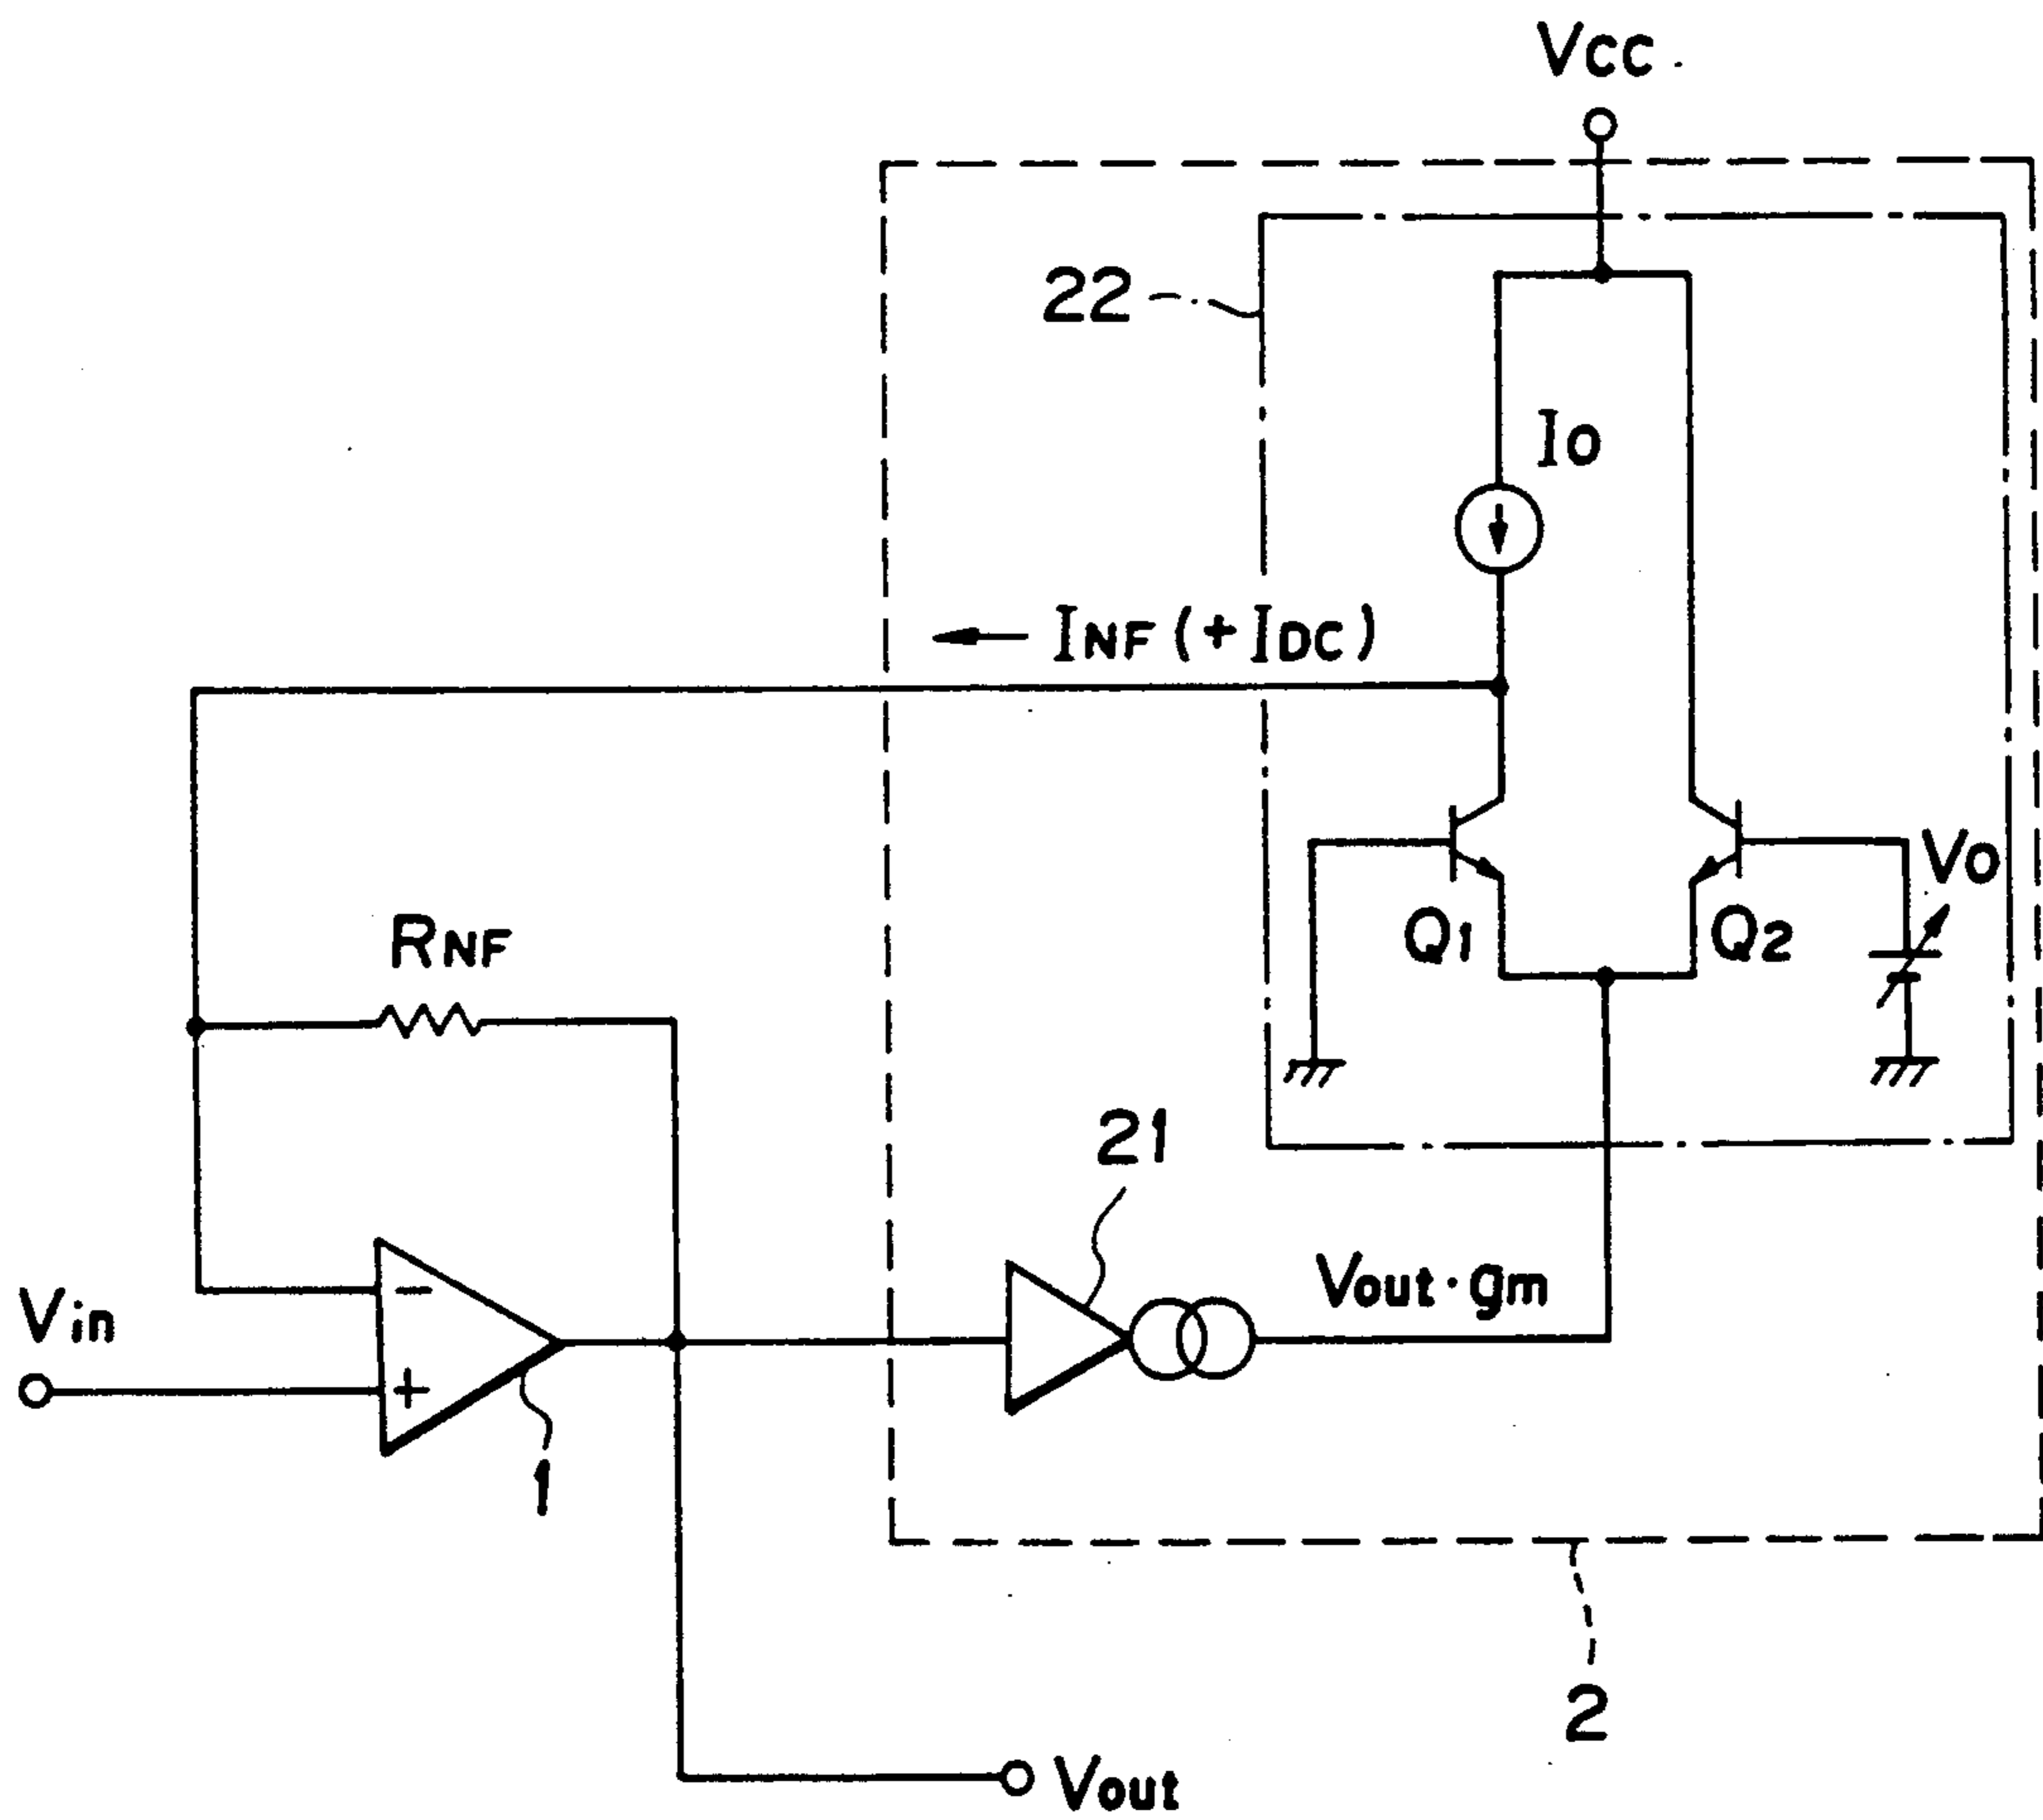 Vcc
22
Io
INF (+IDC)
Vo
RNF
Q1
Q2
21
Vout·gm
Vin
−
+
1
2
Vout